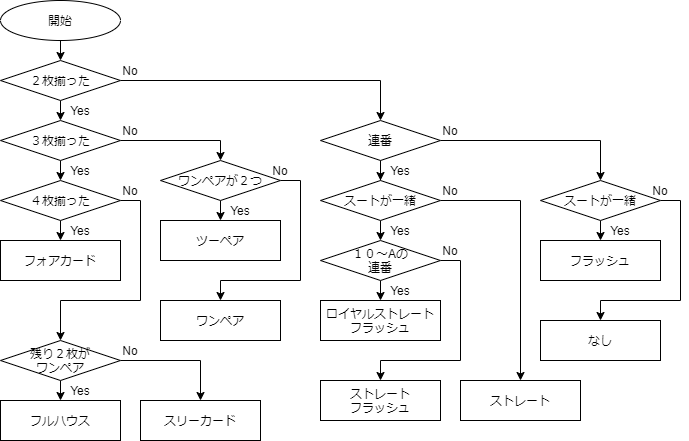 開始
２枚揃った
No
Yes
３枚揃った
No
連番
No
Yes
Yes
４枚揃った
No
ワンペアが２つ
No
スートが一緒
No
スートが一緒
No
Yes
Yes
Yes
Yes
フォアカード
ツーペア
１０～Aの
連番
No
フラッシュ
Yes
ワンペア
ロイヤルストレート
フラッシュ
なし
残り２枚が
ワンペア
No
Yes
フルハウス
スリーカード
ストレート
フラッシュ
ストレート